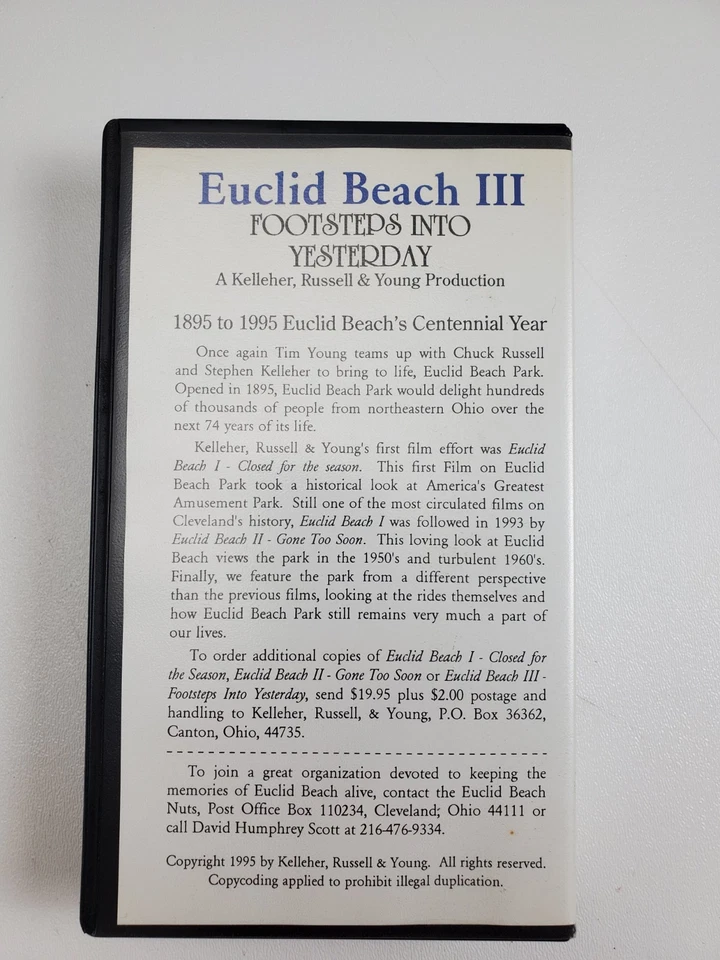 Euclid Beach III
FOOTSTEPS INTO
YESTERDAY
A Kelleher, Russell & Young Production
1895 to 1995 Euclid Beach's Centennial Year
Once again Tim Young teams up with Chuck Russell
and Stephen Kelleher to bring to life, Euclid Beach Park.
Opened in 1895, Euclid Beach Park would delight hundreds
of thousands of people from northeastern Ohio over the
next 74 years of its life.
Kelleher, Russell & Young's first film effort was Euclid
Beach I - Closed for the season. This first Film on Euclid
Beach Park took a historical look at America's Greatest
Amusement Park. Still one of the most circulated films on
Cleveland's history, Euclid Beach I was followed in 1993 by
Euclid Beach II - Gone Too Soon. This loving look at Euclid
Beach views the park in the 1950's and turbulent 1960's.
Finally, we feature the park from a different perspective
than the previous films, looking at the rides themselves and
how Euclid Beach Park still remains very much a part of
our lives.
To order additional copies of Euclid Beach I - Closed for
the Season, Euclid Beach II - Gone Too Soon or Euclid Beach III -
Footsteps Into Yesterday, send $19.95 plus $2.00 postage and
handling to Kelleher, Russell, & Young, P.O. Box 36362,
Canton, Ohio, 44735.
To join a great organization devoted to keeping the
memories of Euclid Beach alive, contact the Euclid Beach
Nuts, Post Office Box 110234, Cleveland; Ohio 44111 or
call David Humphrey Scott at 216-476-9334.
Copyright 1995 by Kelleher, Russell & Young. All rights reserved.
Copycoding applied to prohibit illegal duplication.